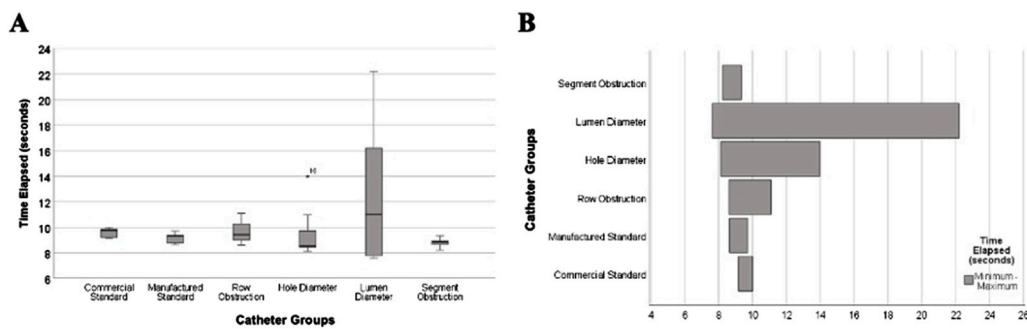 A
24
22
20
18
16
14
12
10
8
6
Time Elapsed (seconds)
Commercial
Standard
Manufactured
Standard
Row
Obstruction
Hole Diameter
Lumen
Diameter
Segment
Obstruction
Catheter Groups
B
Catheter Groups
Segment Obstruction
Lumen Diameter
Hole Diameter
Row Obstruction
Manufactured Standard
Commercial Standard
Time
Elapsed
(seconds)
Minimum -
Maximum
4 6 8 10 12 14 16 18 20 22 24 26